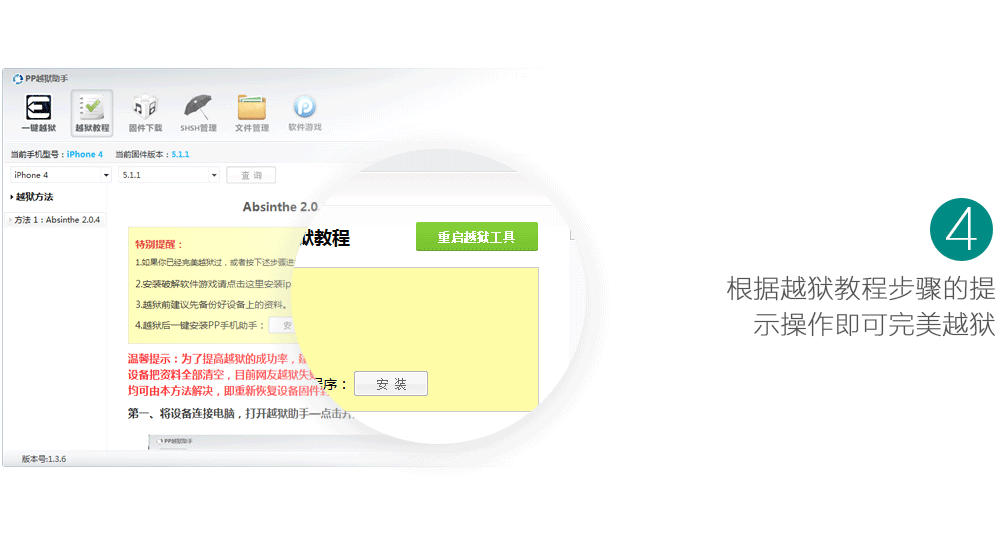 PP越狱助手
一键越狱
越狱教程
固件下载
SHSH管理
文件管理
软件游戏
当前手机型号：iPhone 4 当前固件版本：5.1.1
iPhone 4
5.1.1
查 询
越狱方法
方法 1：Absinthe 2.0.4
Absinthe 2.0
狱教程
重启越狱工具
特别提醒：
1.如果你已经完美越狱过，或者按下述步骤进
2.安装破解软件游戏请点击这里安装ip
3.越狱前建议先备份好设备上的资料。
4.越狱后一键安装PP手机助手：
安
程序：
安 装
温馨提示：为了提高越狱的成功率，建
设备把资料全部清空，目前网友越狱失
均可由本方法解决，即重新恢复设备固件
第一、将设备连接电脑，打开越狱助手—点击
PP越狱助手
版本号:1.3.6
4
根据越狱教程步骤的提
示操作即可完美越狱